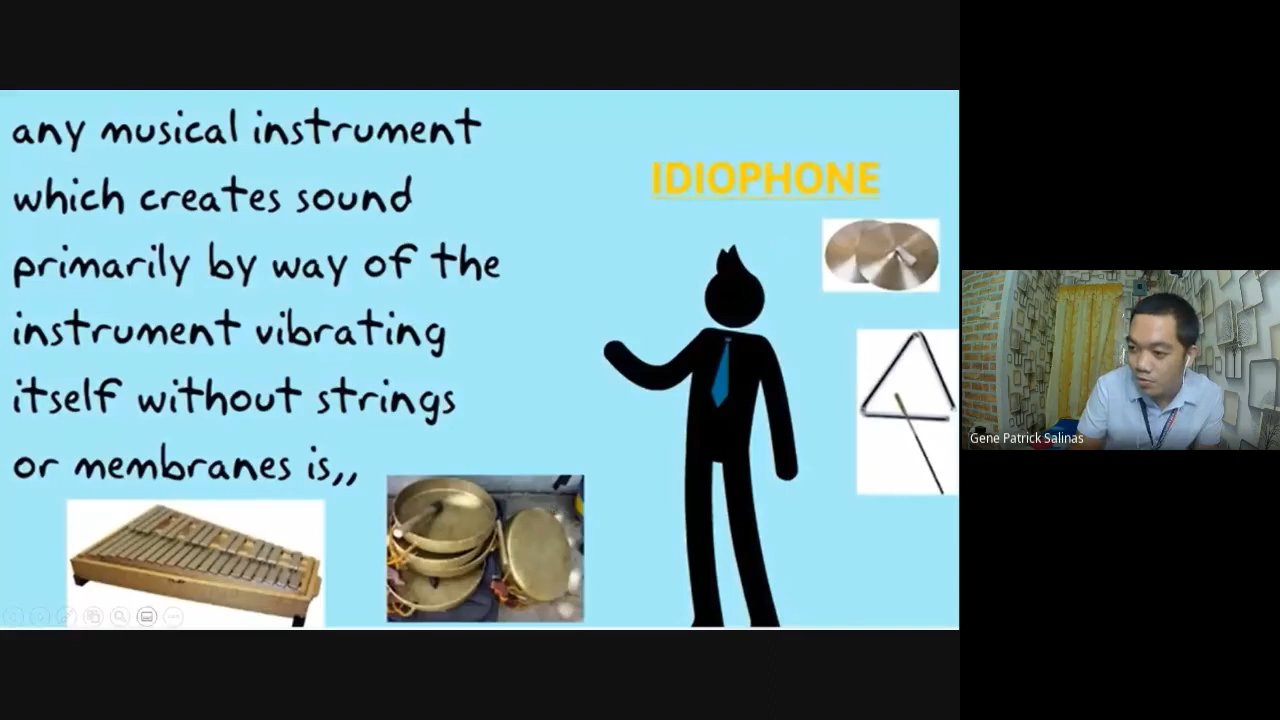 any musical instrument
which creates sound
primarily by way of the
instrument vibrating
itself without strings
or membranes is,,
IDIOPHONE
Gene Patrick Salinas